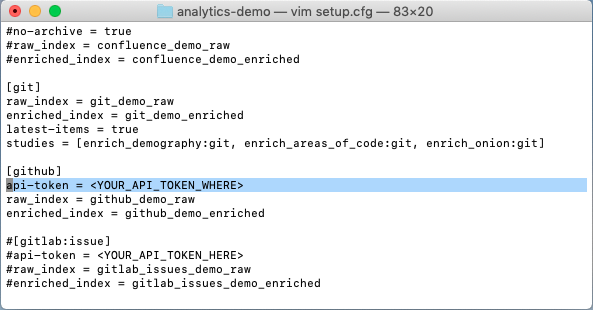 analytics-demo — vim setup.cfg — 83×20
#no-archive = true
#raw_index = confluence_demo_raw
#enriched_index = confluence_demo_enriched
[git]
raw_index = git_demo_raw
enriched_index = git_demo_enriched
latest-items = true
studies = [enrich_demography:git, enrich_areas_of_code:git, enrich_onion:git]
[github]
api-token = <YOUR_API_TOKEN_WHERE>
raw_index = github_demo_raw
enriched_index = github_demo_enriched
#[gitlab:issue]
#api-token = <YOUR_API_TOKEN_HERE>
#raw_index = gitlab_issues_demo_raw
#enriched_index = gitlab_issues_demo_enriched